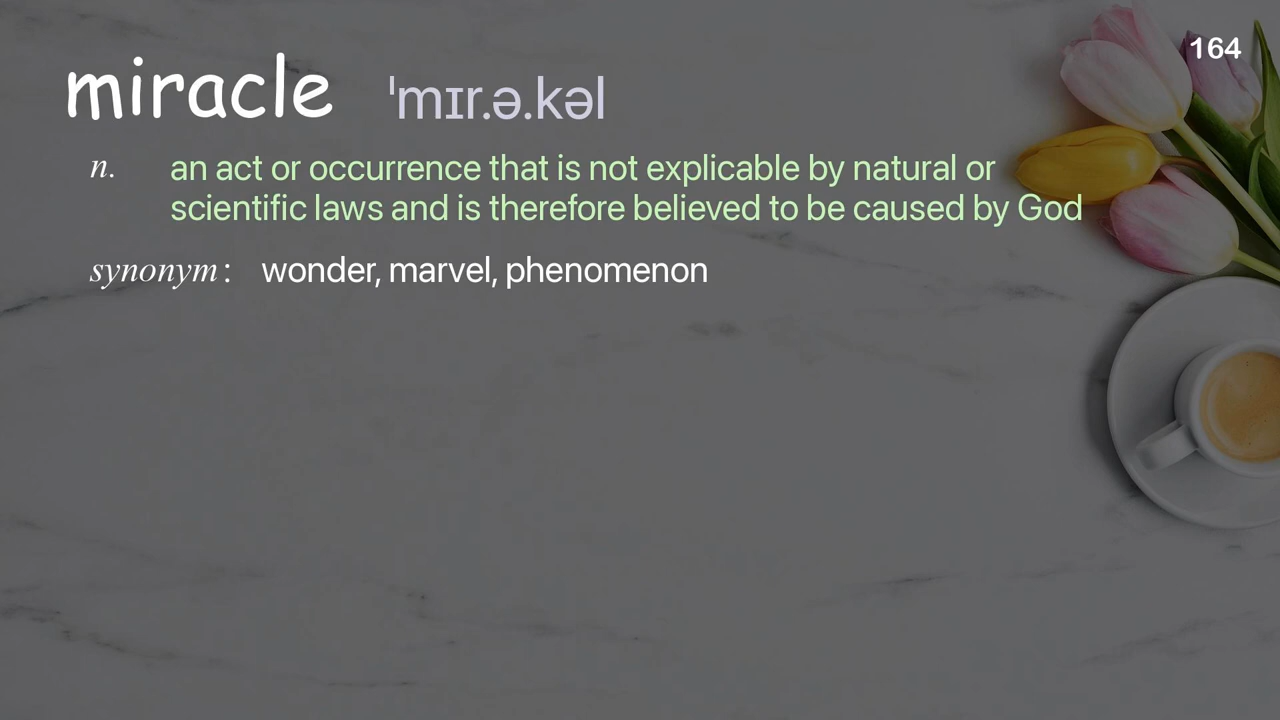 164
miracle ˈmɪr.ə.kəl
n. an act or occurrence that is not explicable by natural or
scientific laws and is therefore believed to be caused by God
synonym: wonder, marvel, phenomenon